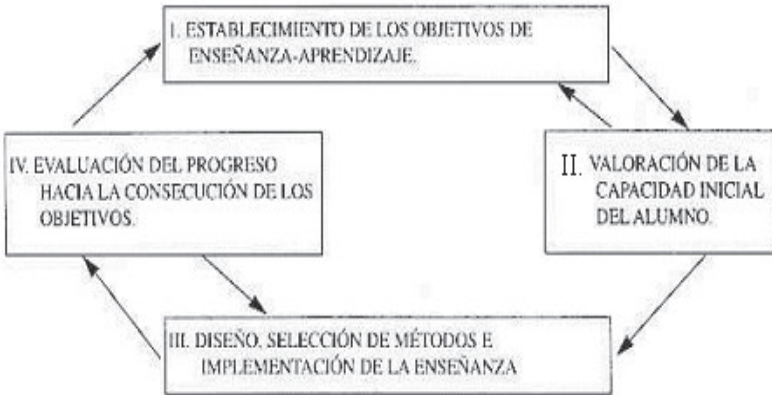 I. ESTABLECIMIENTO DE LOS OBJETIVOS DE
ENSEÑANZA-APRENDIZAJE.
II. VALORACIÓN DE LA
CAPACIDAD INICIAL
DEL ALUMNO.
III. DISEÑO, SELECCIÓN DE MÉTODOS E
IMPLEMENTACIÓN DE LA ENSEÑANZA
IV. EVALUACIÓN DEL PROGRESO
HACIA LA CONSECUCIÓN DE LOS
OBJETIVOS.